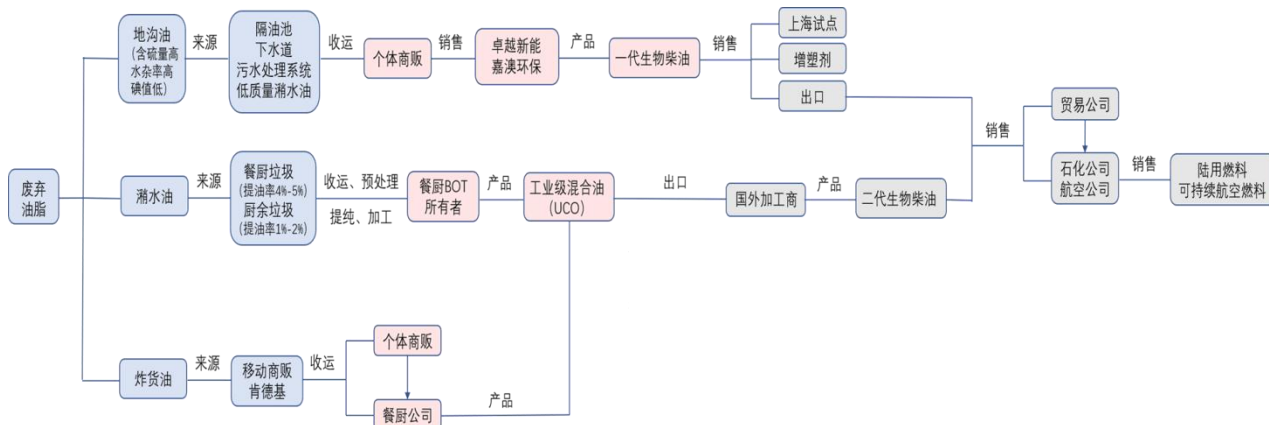 废弃
油脂
地沟油
(含硫量高
水杂率高
碘值低)
来源
隔油池
下水道
污水处理系统
低质量潲水油
收运
个体商贩
销售
卓越新能
嘉澳环保
产品
一代生物柴油
销售
上海试点
增塑剂
出口
潲水油
来源
餐厨垃圾
(提油率4%-5%)
厨余垃圾
(提油率1%-2%)
收运、预处理
提纯、加工
餐厨BOT
所有者
产品
工业级混合油
(UCO)
出口
国外加工商
产品
二代生物柴油
销售
贸易公司
石化公司
航空公司
销售
陆用燃料
可持续航空燃料
炸货油
来源
移动商贩
肯德基
收运
个体商贩
餐厨公司
产品